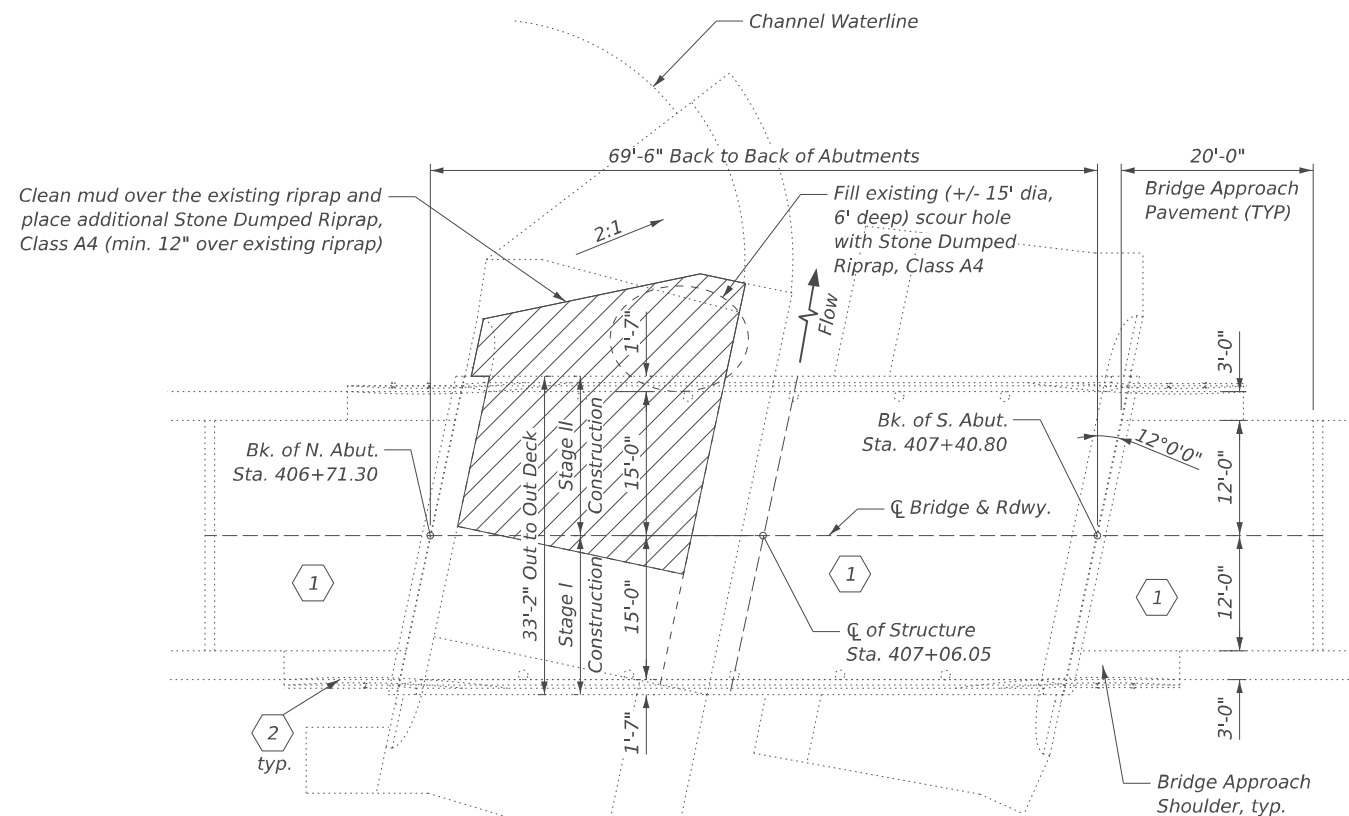 Channel Waterline
69'-6" Back to Back of Abutments
20'-0"
Bridge Approach
Pavement (TYP)
Clean mud over the existing riprap and
place additional Stone Dumped Riprap,
Class A4 (min. 12" over existing riprap)
2:1
Fill existing (+/- 15' dia,
6' deep) scour hole
with Stone Dumped
Riprap, Class A4
Flow
1'-7"
3'-0"
Bk. of N. Abut.
Sta. 406+71.30
33'-2" Out to Out Deck
Stage II
Construction
15'-0"
Bk. of S. Abut.
Sta. 407+40.80
12°0'0"
12'-0"
℄ Bridge & Rdwy.
1
1
1
Stage I
Construction
15'-0"
12'-0"
℄ of Structure
Sta. 407+06.05
2
typ.
1'-7"
3'-0"
Bridge Approach
Shoulder, typ.